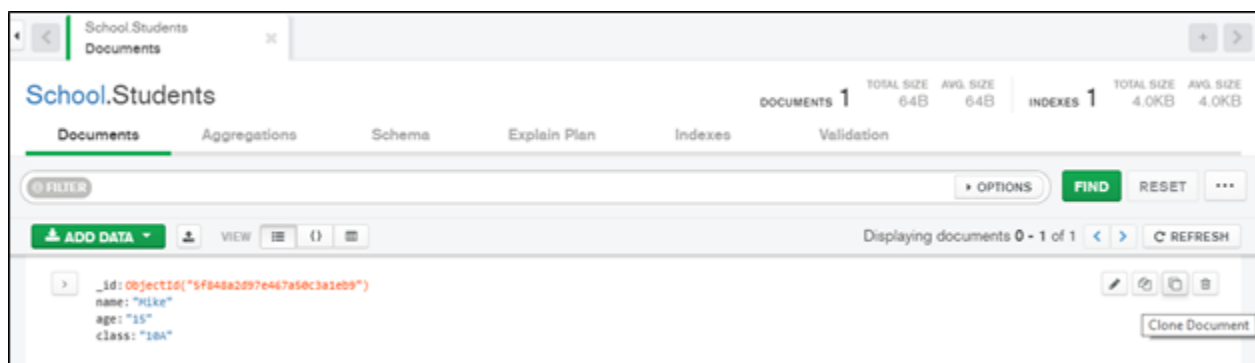 School.Students
Documents
School.Students
DOCUMENTS 1 TOTAL SIZE 64B AVG. SIZE 64B INDEXES 1 TOTAL SIZE 4.0KB AVG. SIZE 4.0KB
Documents Aggregations Schema Explain Plan Indexes Validation
FILTER OPTIONS FIND RESET ...
ADD DATA VIEW {} Displaying documents 0 - 1 of 1 < > REFRESH
_id: ObjectId("5f848a2d97e467a50c3a1eb9")
name: "Mike"
age: "15"
class: "10A"
Clone Document